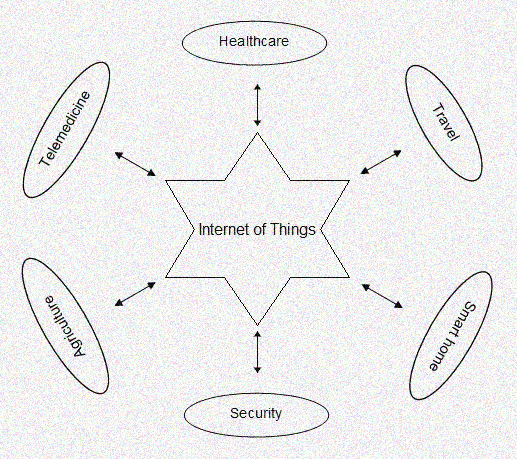 Healthcare
Telemedicine
Travel
Internet of Things
Agriculture
Smart home
Security